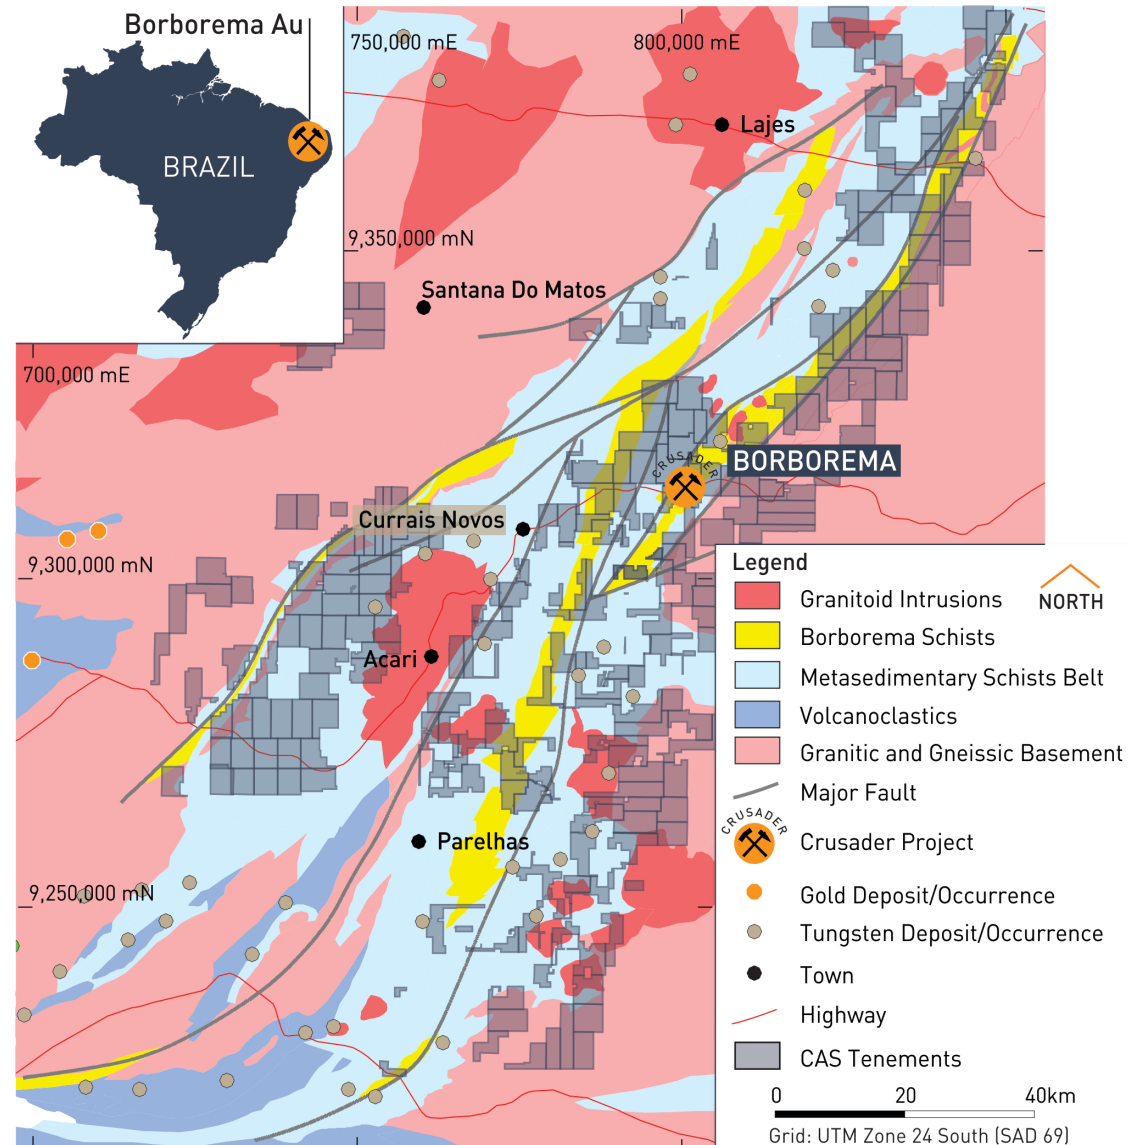 Borborema Au
BRAZIL
750,000 mE
800,000 mE
Lajes
9,350,000 mN
Santana Do Matos
700,000 mE
CRUSADER
BORBOREMA
Currais Novos
9,300,000 mN
Acari
Parelhas
9,250,000 mN
Legend
NORTH
Granitoid Intrusions
Borborema Schists
Metasedimentary Schists Belt
Volcanoclastics
Granitic and Gneissic Basement
Major Fault
CRUSADER
Crusader Project
Gold Deposit/Occurrence
Tungsten Deposit/Occurrence
Town
Highway
CAS Tenements
0 20 40km
Grid: UTM Zone 24 South (SAD 69)